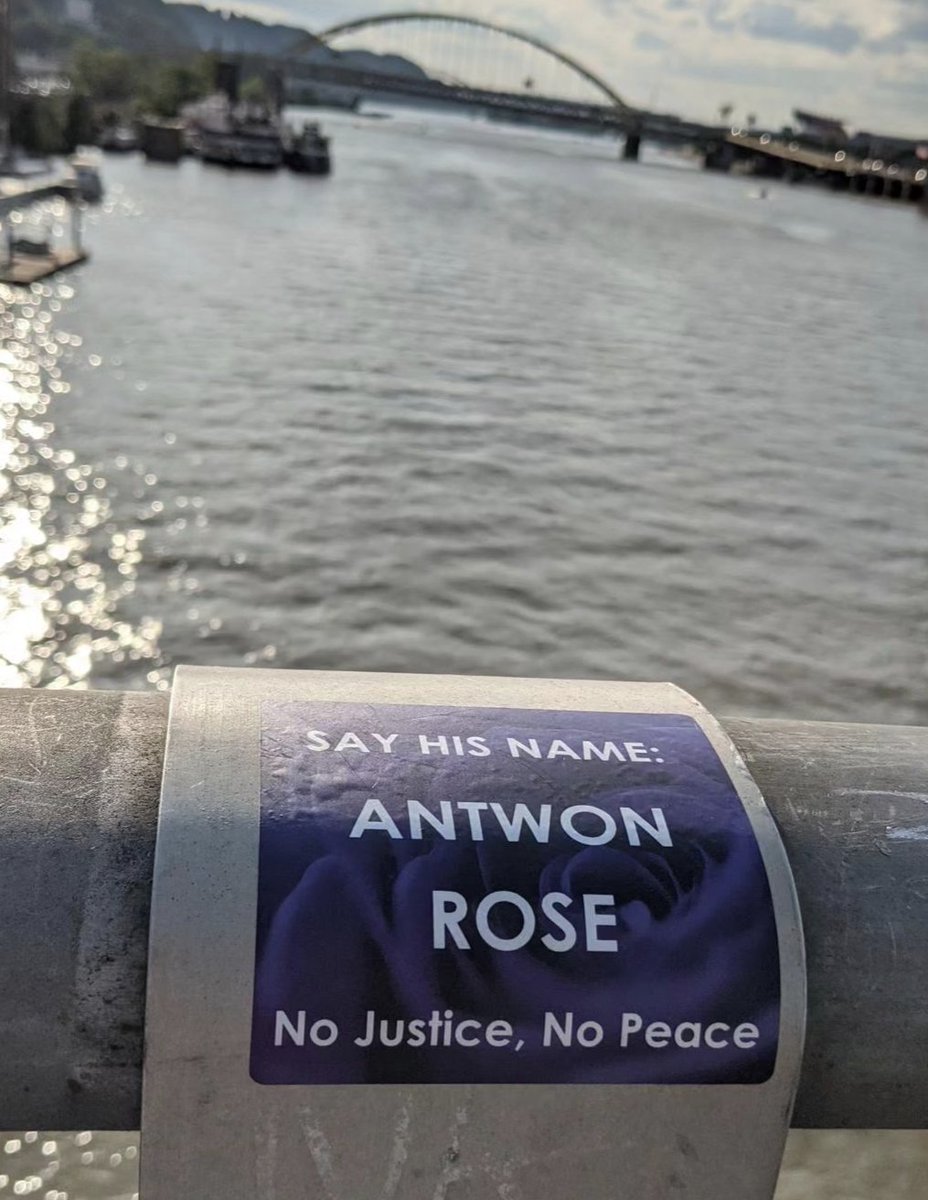 SAY HIS NAME:
ANTWON
ROSE
No Justice, No Peace